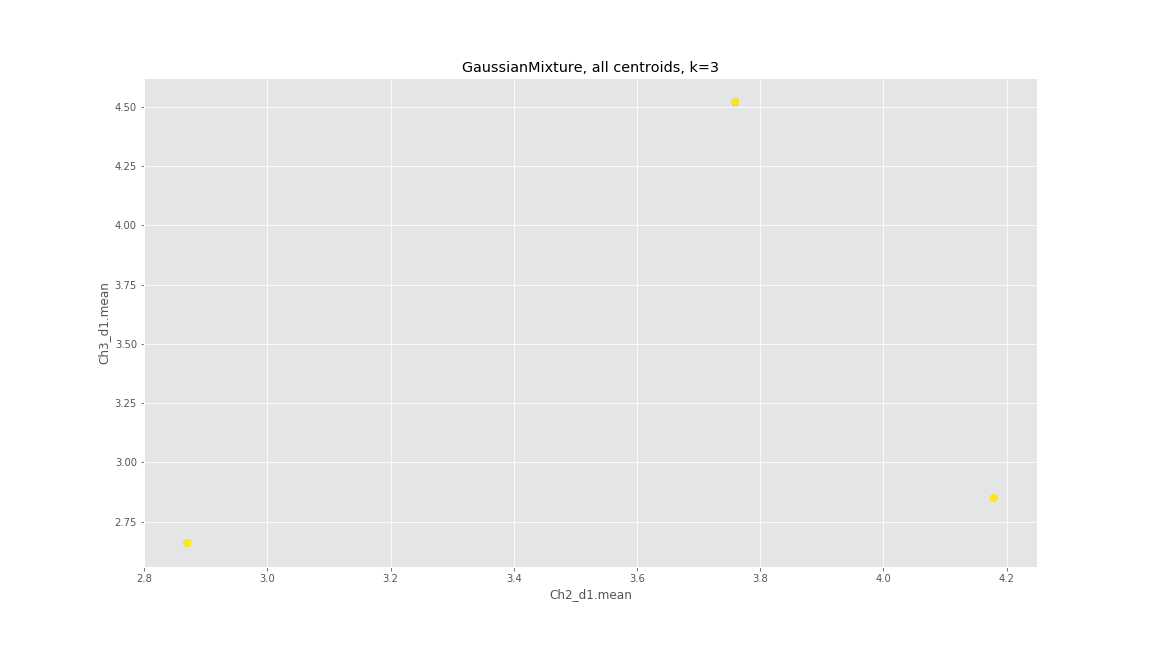 GaussianMixture, all centroids, k=3
4.50
4.25
4.00
3.75
3.50
3.25
3.00
2.75
Ch3_d1.mean
2.8 3.0 3.2 3.4 3.6 3.8 4.0 4.2
Ch2_d1.mean